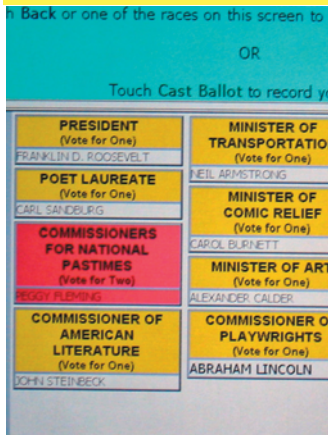 h Back or one of the races on this screen to
OR
Touch Cast Ballot to record yo
PRESIDENT
(Vote for One)
FRANKLIN D. ROOSEVELT
POET LAUREATE
(Vote for One)
CARL SANDBURG
COMMISSIONERS
FOR NATIONAL
PASTIMES
(Vote for Two)
PEGGY FLEMING
COMMISSIONER OF
AMERICAN
LITERATURE
(Vote for One)
JOHN STEINBECK
MINISTER OF
TRANSPORTATIO
(Vote for One)
NEIL ARMSTRONG
MINISTER OF
COMIC RELIEF
(Vote for One)
CAROL BURNETT
MINISTER OF ART
(Vote for One)
ALEXANDER CALDER
COMMISSIONER O
PLAYWRIGHTS
(Vote for One)
ABRAHAM LINCOLN